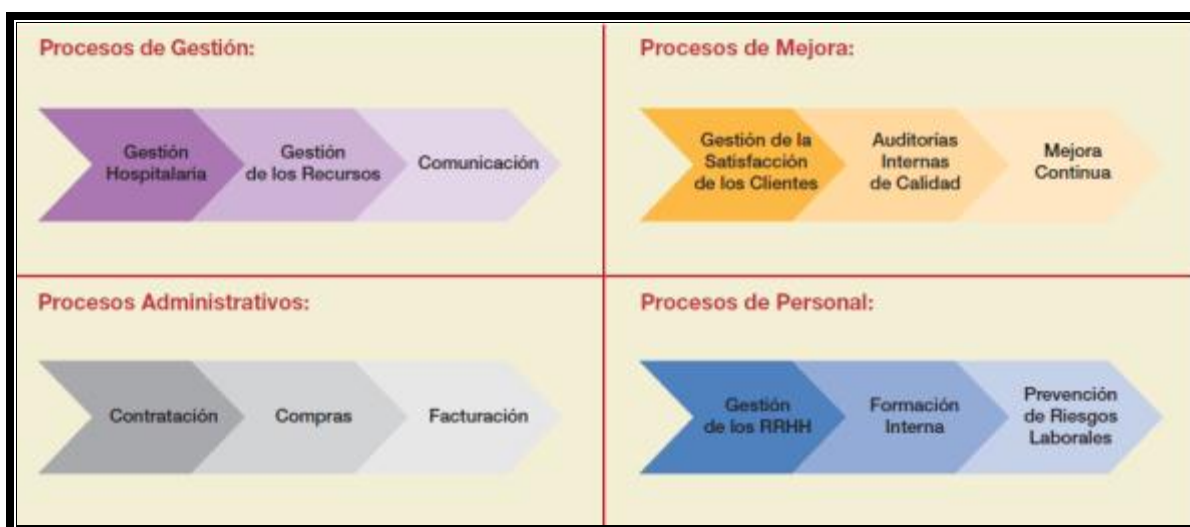 Procesos de Gestión:
Gestión
Hospitalaria
Gestión
de los Recursos
Comunicación
Procesos de Mejora:
Gestión de la
Satisfacción
de los Clientes
Auditorías
Internas
de Calidad
Mejora
Continua
Procesos Administrativos:
Contratación
Compras
Facturación
Procesos de Personal:
Gestión
de los RRHH
Formación
Interna
Prevención
de Riesgos
Laborales